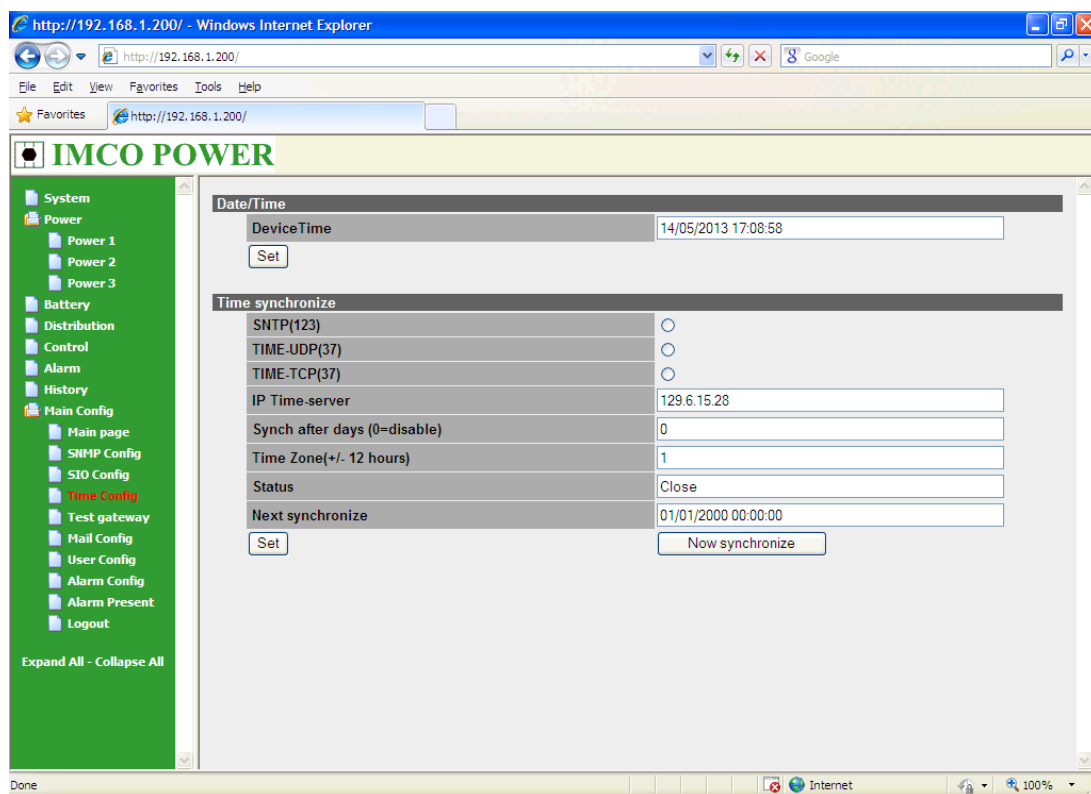 http://192.168.1.200/ - Windows Internet Explorer
http://192.168.1.200/
Google
File Edit View Favorites Tools Help
Favorites
http://192.168.1.200/
IMCO POWER
System
Power
Power 1
Power 2
Power 3
Battery
Distribution
Control
Alarm
History
Main Config
Main page
SNMP Config
SIO Config
Time Config
Test gateway
Mail Config
User Config
Alarm Config
Alarm Present
Logout
Expand All - Collapse All
Date/Time
DeviceTime 14/05/2013 17:08:58
Set
Time synchronize
SNTP(123)
TIME-UDP(37)
TIME-TCP(37)
IP Time-server 129.6.15.28
Synch after days (0=disable) 0
Time Zone(+/- 12 hours) 1
Status Close
Next synchronize 01/01/2000 00:00:00
Set Now synchronize
Done Internet 100%